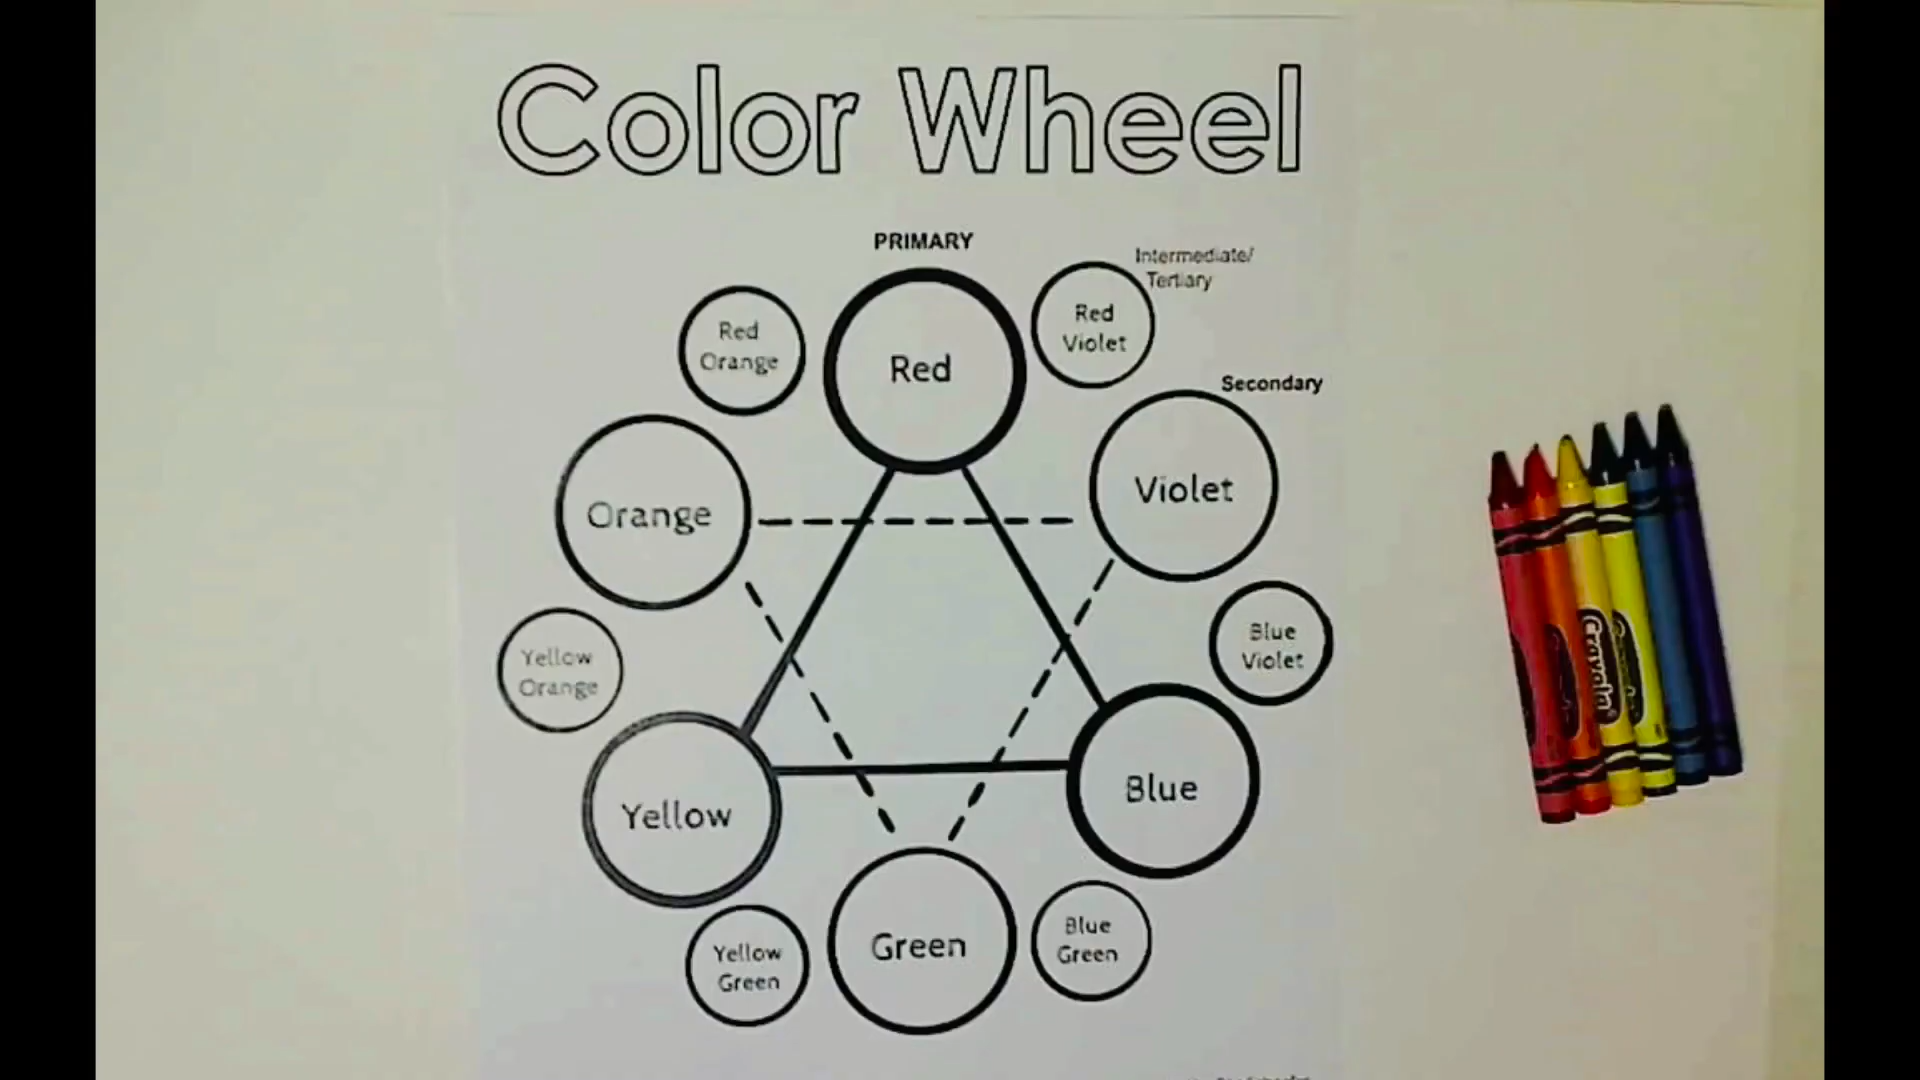 Color Wheel
PRIMARY
Intermediate/
Tertiary
Red
Orange
Red
Red
Violet
Secondary
Orange
Violet
Yellow
Orange
Blue
Violet
Yellow
Blue
Yellow
Green
Green
Blue
Green
Crayola